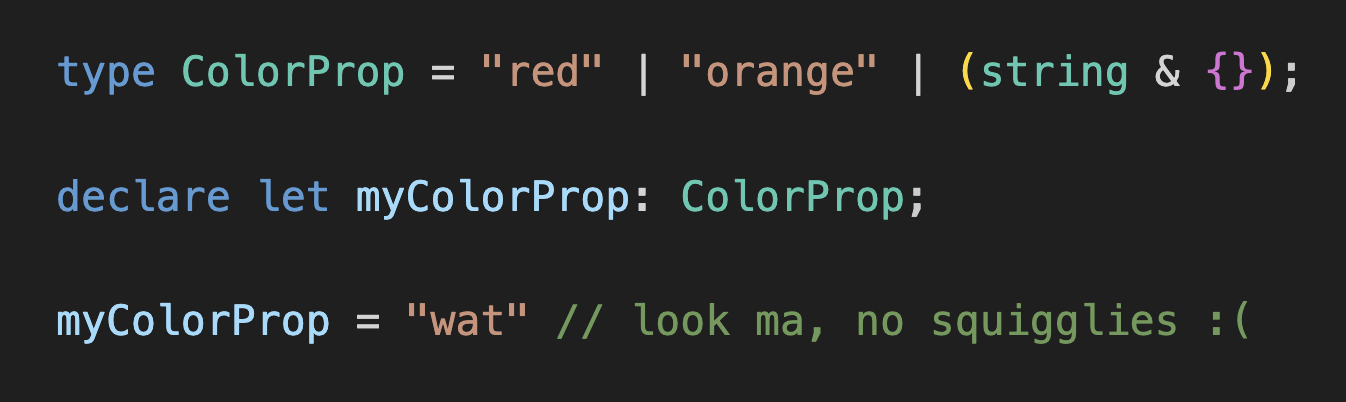 type ColorProp = "red" | "orange" | (string & {});
declare let myColorProp: ColorProp;
myColorProp = "wat" // look ma, no squigglies :(